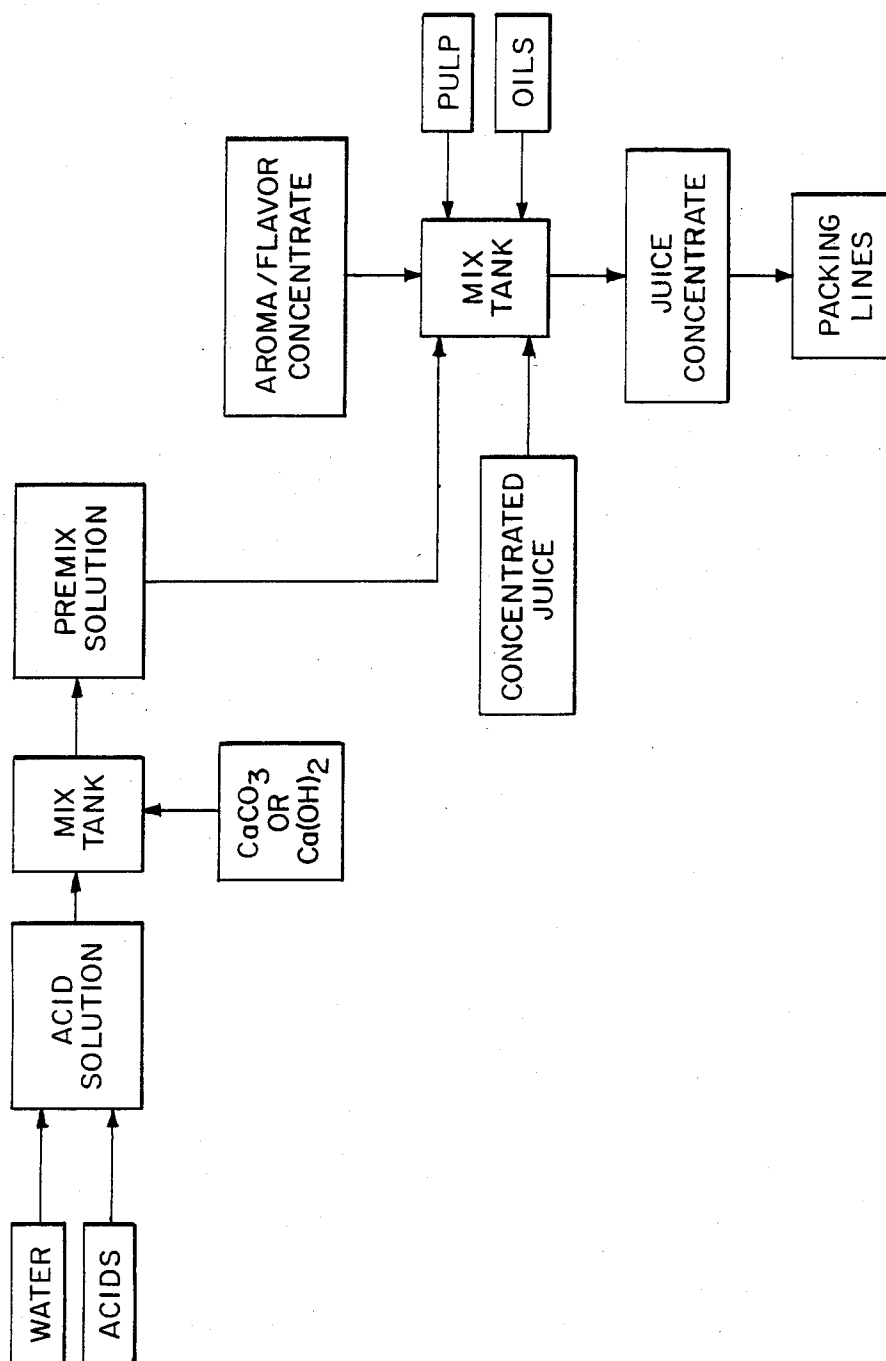 WATER
ACIDS
ACID
SOLUTION
MIX
TANK
CaCO3
OR
Ca(OH)2
PREMIX
SOLUTION
AROMA/FLAVOR
CONCENTRATE
PULP
OILS
MIX
TANK
CONCENTRATED
JUICE
JUICE
CONCENTRATE
PACKING
LINES